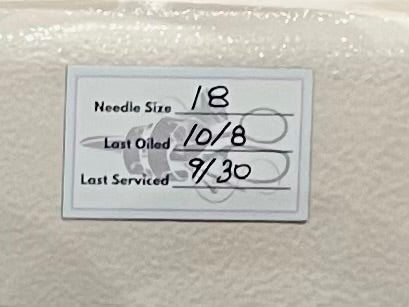 Needle Size 18
Last Oiled 10/8
Last Serviced 9/30